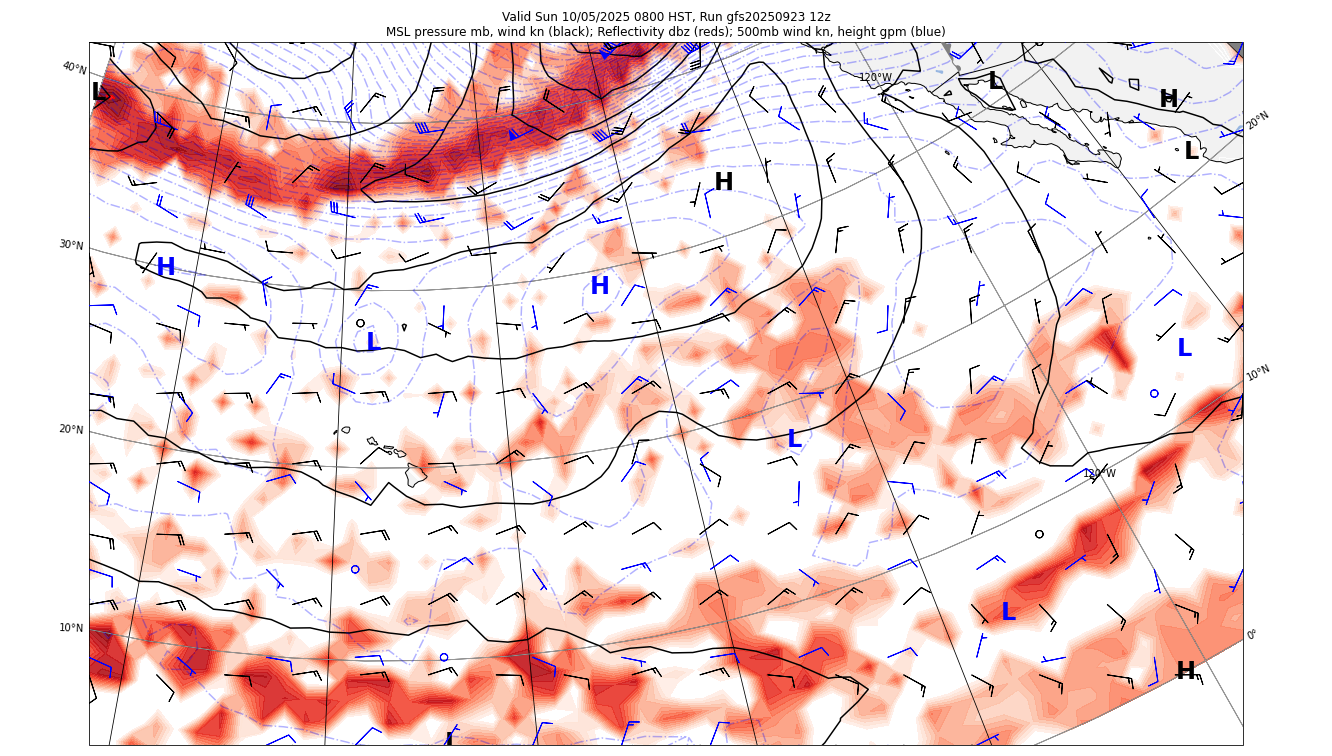 Valid Sun 10/05/2025 0800 HST, Run gfs20250923 12z
MSL pressure mb, wind kn (black); Reflectivity dbz (reds); 500mb wind kn, height gpm (blue)
40°N
120°W
L
L
H
20°N
L
H
30°N
H
H
L
L
10°N
20°N
L
120°W
L
10°N
0°
H
L